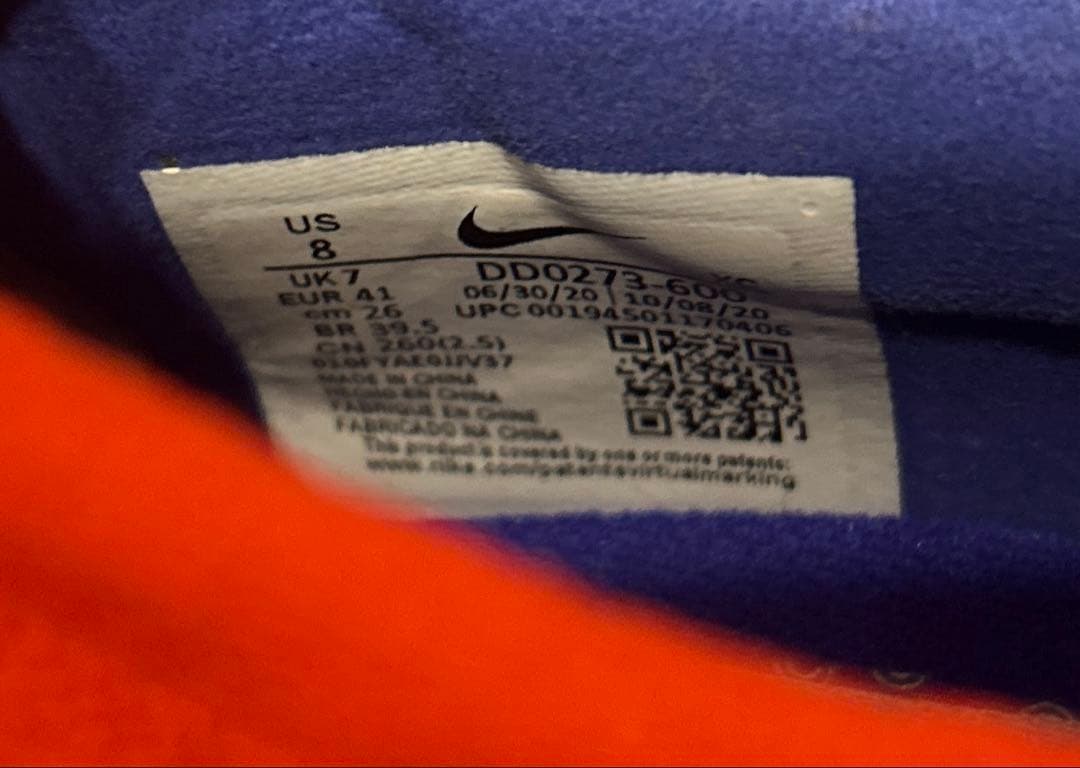 US
8
UK 7
EUR 41
cm 26
BR 39.5
CN 260(2.5)
DD0273-600
06/30/20 | 10/08/20
UPC 00194501170406
MADE IN CHINA
FABRIQUE EN CHINE
FABRICADO NA CHINA
This product is covered by one or more patents:
www.nike.com/patents&virtualmarking